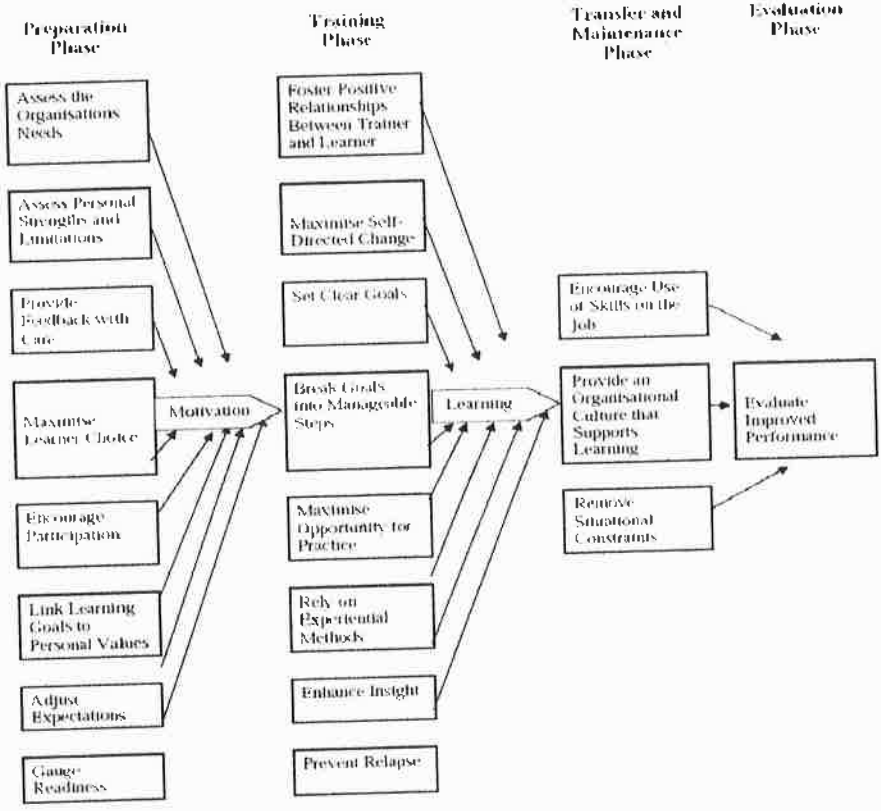 Preparation
Phase
Training
Phase
Transfer and
Maintenance
Phase
Evaluation
Phase
Assess the
Organisations
Needs
Assess Personal
Strengths and
Limitations
Provide
Feedback with
Care
Maximise
Learner Choice
Encourage
Participation
Link Learning
Goals to
Personal Values
Adjust
Expectations
Gauge
Readiness
Motivation
Foster Positive
Relationships
Between Trainer
and Learner
Maximise Self-
Directed Change
Set Clear Goals
Break Goals
into Manageable
Steps
Maximise
Opportunity for
Practice
Rely on
Experiential
Methods
Enhance Insight
Prevent Relapse
Learning
Encourage Use
of Skills on the
Job
Provide an
Organisational
Culture that
Supports
Learning
Remove
Situational
Constraints
Evaluate
Improved
Performance